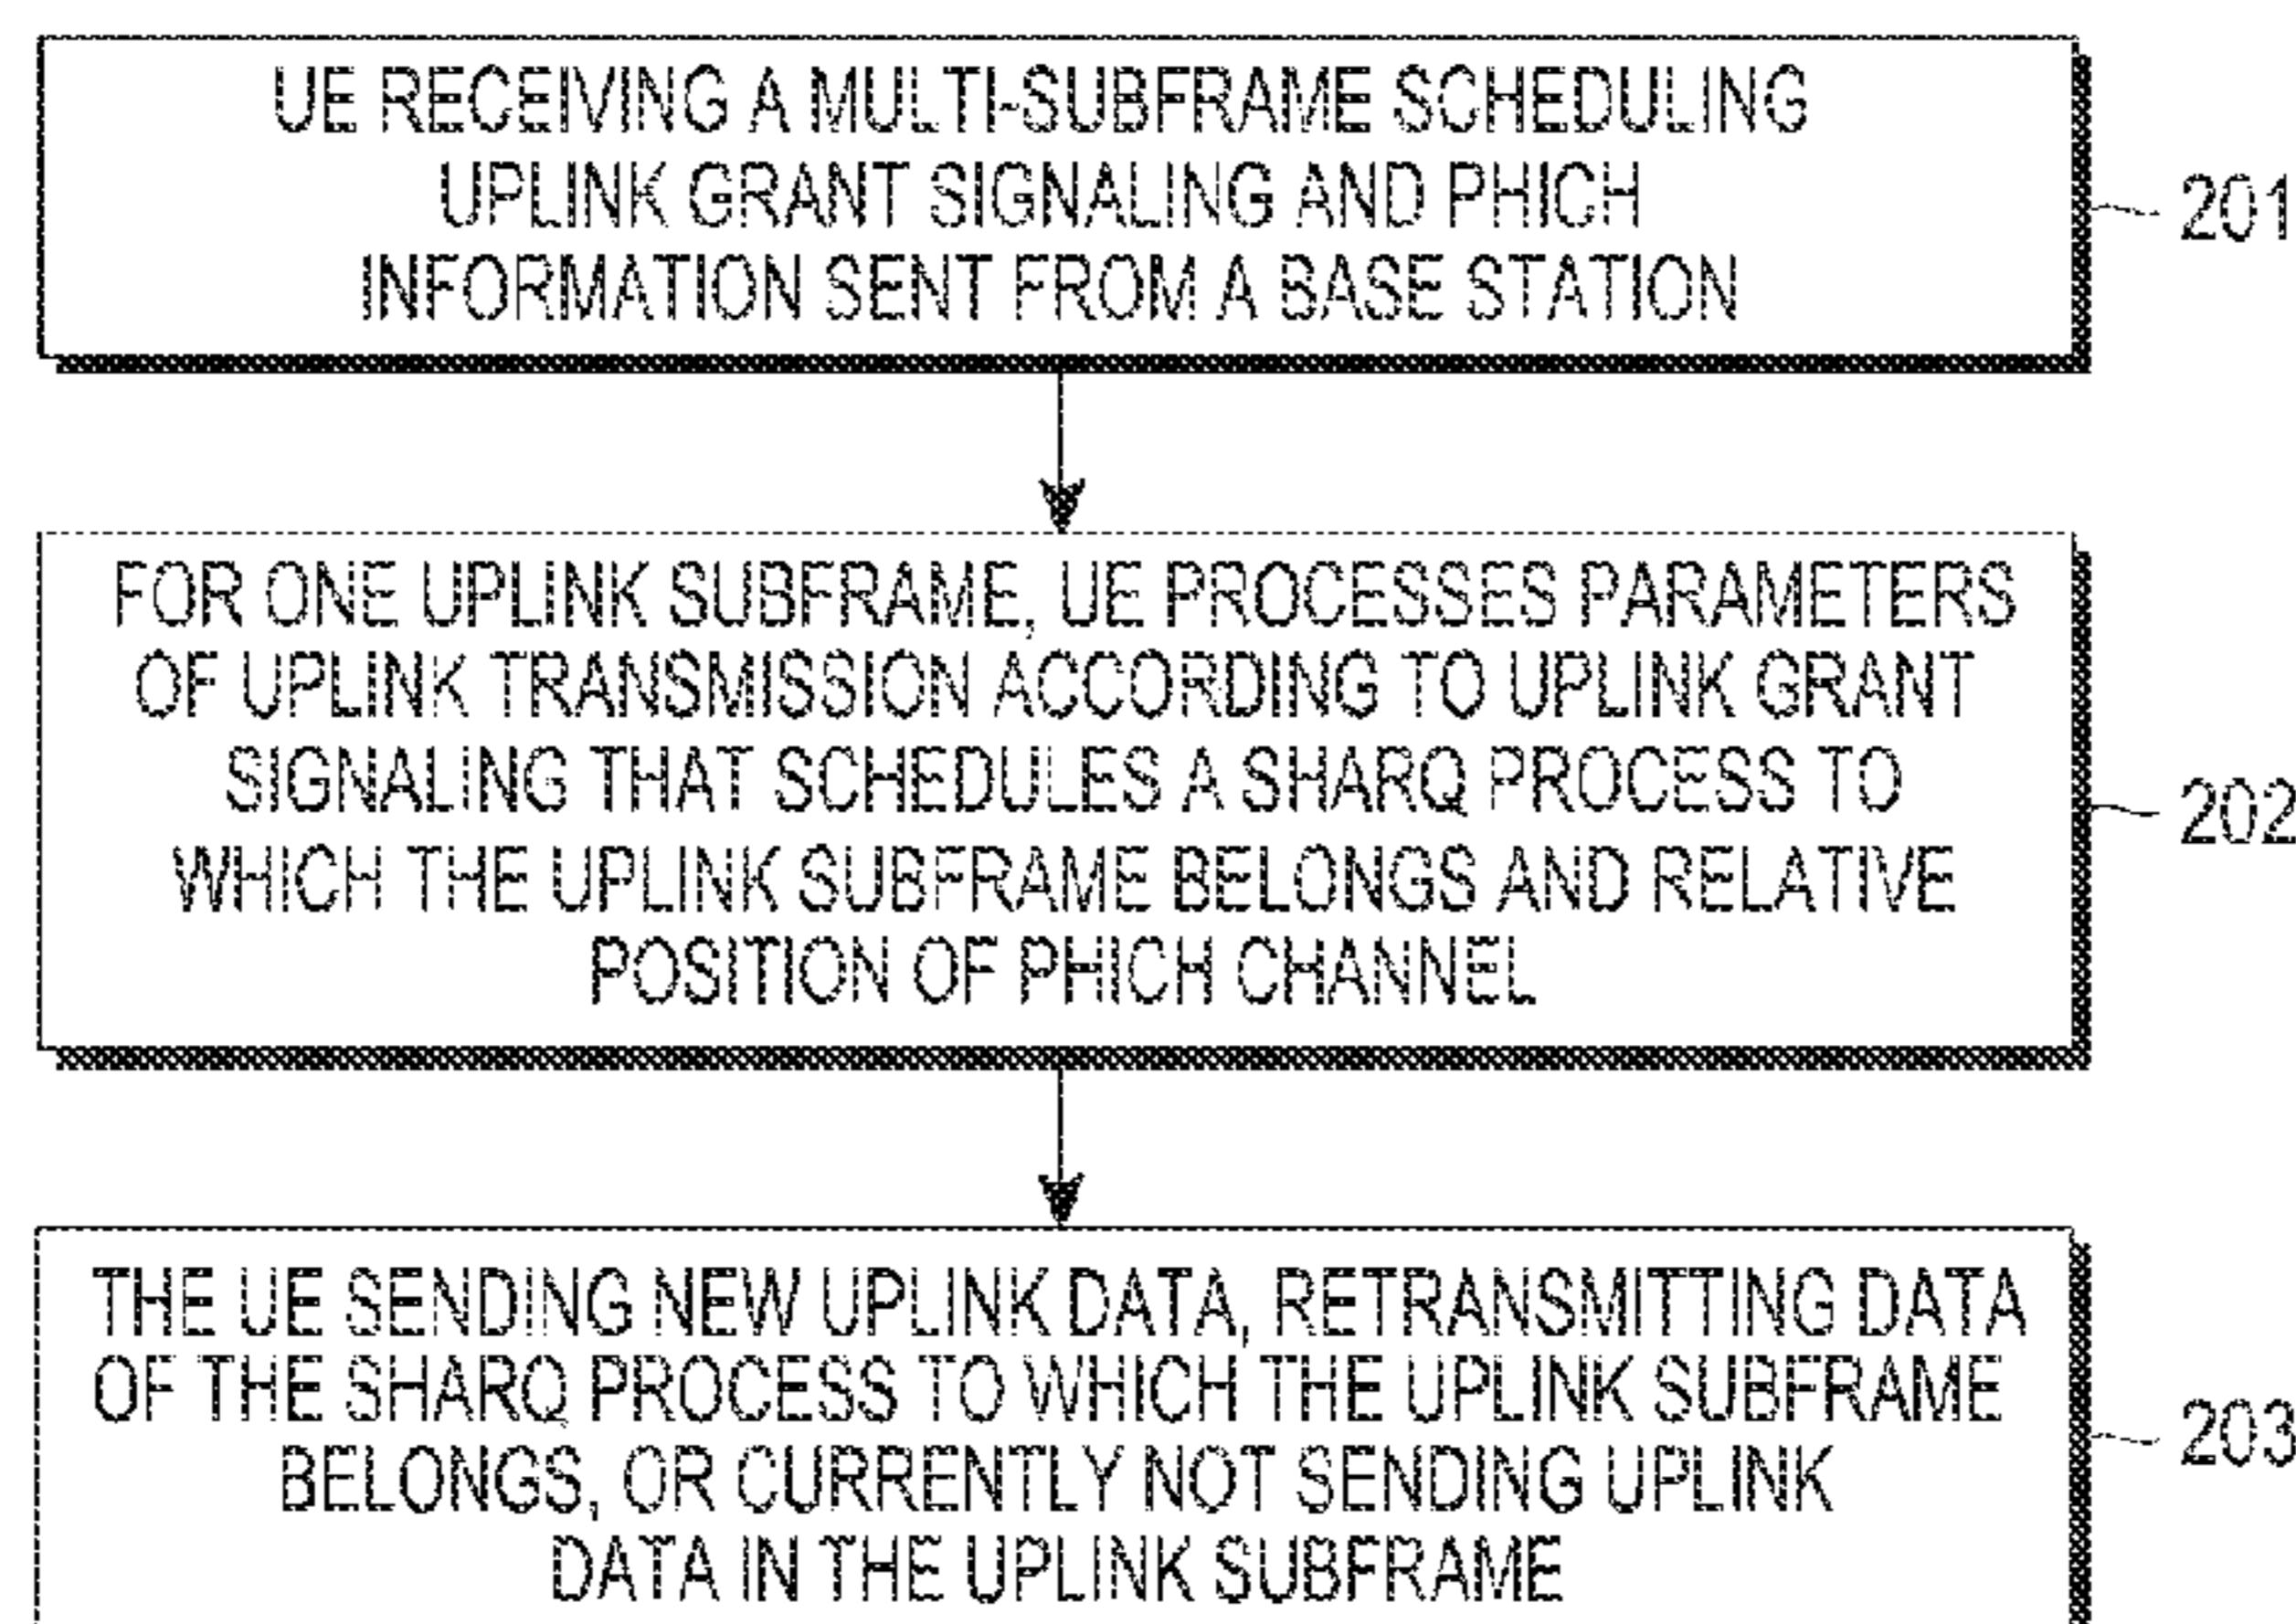 UE RECEIVING A MULTI-SUBFRAME SCHEDULING
UPLINK GRANT SIGNALING AND PHICH
INFORMATION SENT FROM A BASE STATION
201
FOR ONE UPLINK SUBFRAME, UE PROCESSES PARAMETERS
OF UPLINK TRANSMISSION ACCORDING TO UPLINK GRANT
SIGNALING THAT SCHEDULES A SHARQ PROCESS TO
WHICH THE UPLINK SUBFRAME BELONGS AND RELATIVE
POSITION OF PHICH CHANNEL
202
THE UE SENDING NEW UPLINK DATA, RETRANSMITTING DATA
OF THE SHARQ PROCESS TO WHICH THE UPLINK SUBFRAME
BELONGS, OR CURRENTLY NOT SENDING UPLINK
DATA IN THE UPLINK SUBFRAME
203